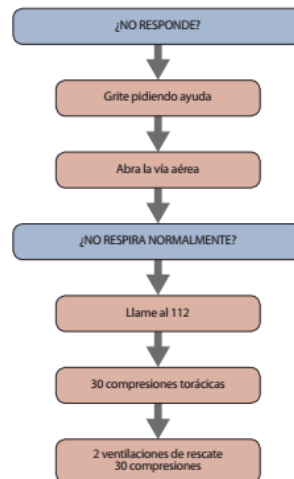 ¿NO RESPONDE?
Grite pidiendo ayuda
Abra la vía aérea
¿NO RESPIRA NORMALMENTE?
Llame al 112
30 compresiones torácicas
2 ventilaciones de rescate
30 compresiones